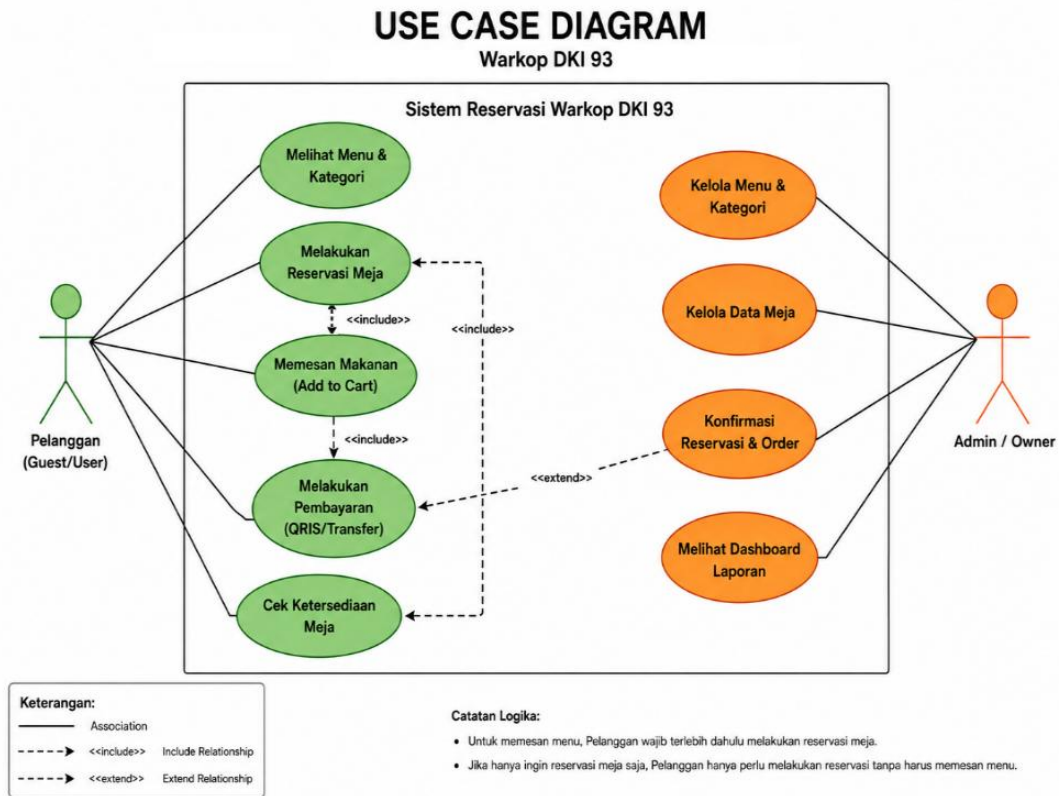 USE CASE DIAGRAM
Warkop DKI 93
Sistem Reservasi Warkop DKI 93
Melihat Menu &
Kategori
Melakukan
Reservasi Meja
<<include>>
<<include>>
Memesan Makanan
(Add to Cart)
<<include>>
Melakukan
Pembayaran
(QRIS/Transfer)
Cek Ketersediaan
Meja
Pelanggan
(Guest/User)
Kelola Menu &
Kategori
Kelola Data Meja
Konfirmasi
Reservasi & Order
<<extend>>
Melihat Dashboard
Laporan
Admin / Owner
Keterangan:
Association
<<include>> Include Relationship
<<extend>> Extend Relationship
Catatan Logika:
• Untuk memesan menu, Pelanggan wajib terlebih dahulu melakukan reservasi meja.
• Jika hanya ingin reservasi meja saja, Pelanggan hanya perlu melakukan reservasi tanpa harus memesan menu.